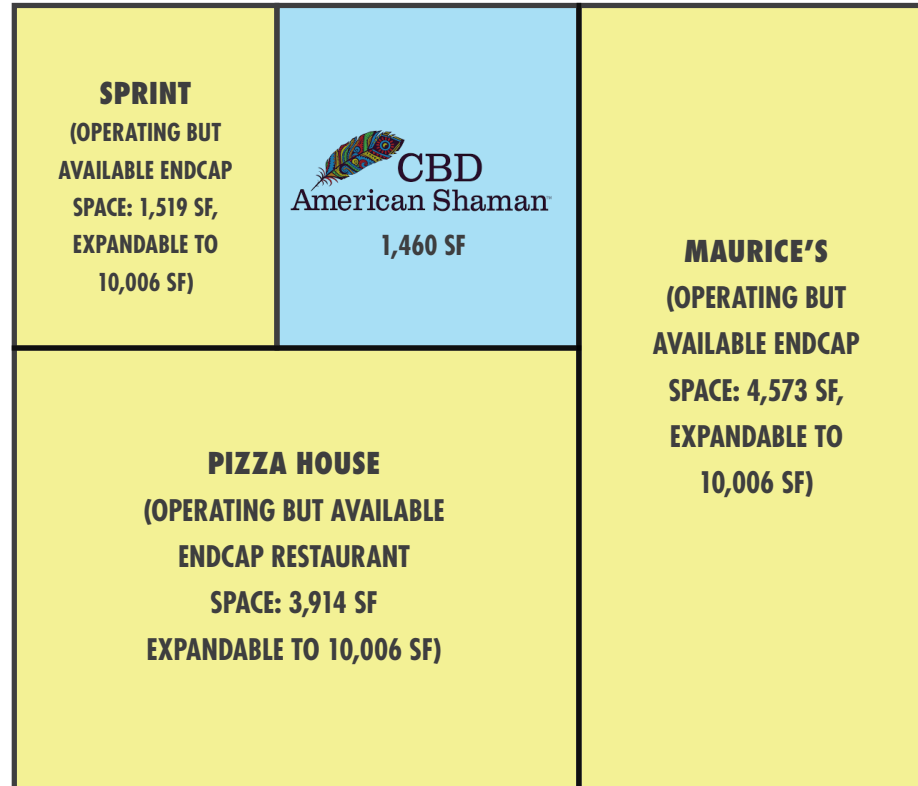 SPRINT
(OPERATING BUT
AVAILABLE ENDCAP
SPACE: 1,519 SF,
EXPANDABLE TO
10,006 SF)
CBD
American Shaman™
1,460 SF
MAURICE’S
(OPERATING BUT
AVAILABLE ENDCAP
SPACE: 4,573 SF,
EXPANDABLE TO
10,006 SF)
PIZZA HOUSE
(OPERATING BUT AVAILABLE
ENDCAP RESTAURANT
SPACE: 3,914 SF
EXPANDABLE TO 10,006 SF)